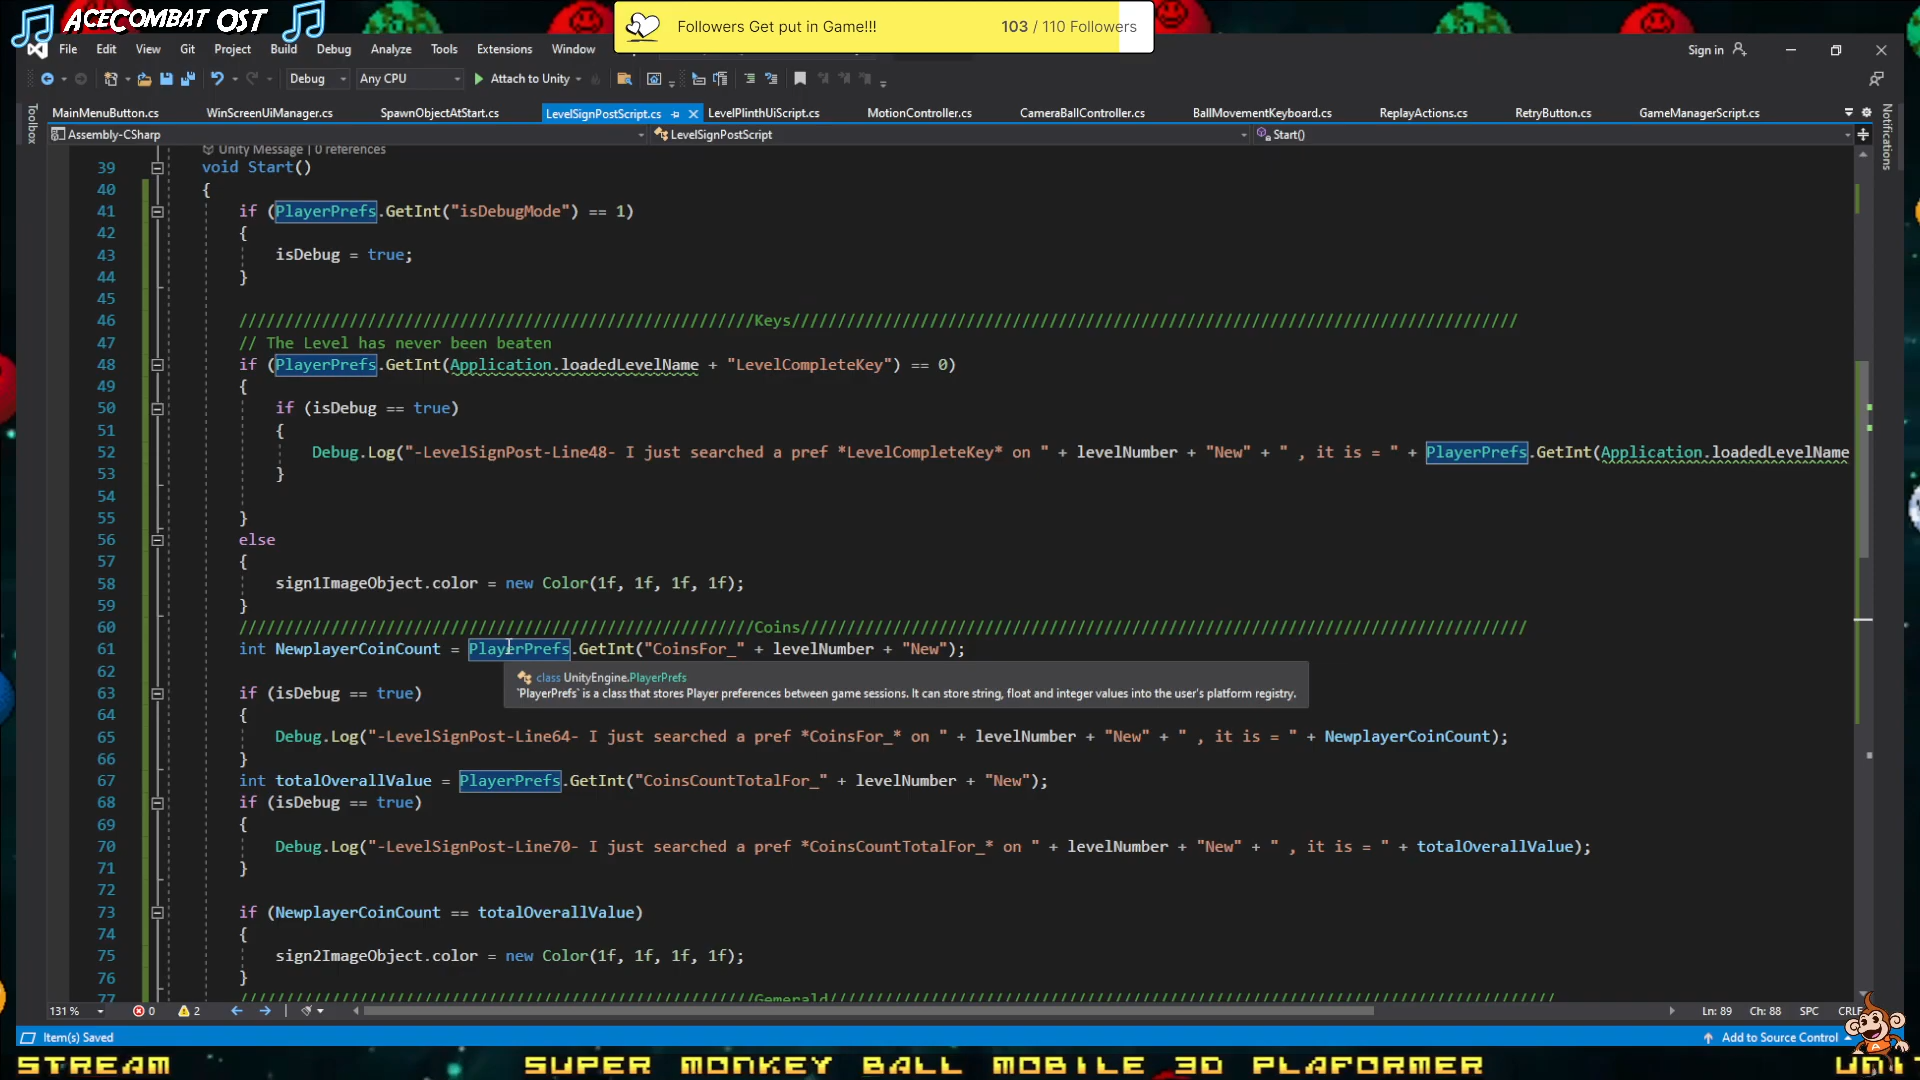 ACECOMBAT OST
Followers Get put in Game!!! 103 / 110 Followers
File Edit View Git Project Build Debug Analyze Tools Extensions Window
Sign in
Debug Any CPU Attach to Unity
MainMenuButton.cs WinScreenUiManager.cs SpawnObjectAtStart.cs LevelSignPostScript.cs LevelPlinthUiScript.cs MotionController.cs CameraBallController.cs BallMovementKeyboard.cs ReplayActions.cs RetryButton.cs GameManagerScript.cs
Toolbox
Notifications
Assembly-CSharp LevelSignPostScript Start()
Unity Message | 0 references
39 void Start()
40 {
41 if (PlayerPrefs.GetInt("isDebugMode") == 1)
42 {
43 isDebug = true;
44 }
45
46 /////////////////////////////////////////////////////////Keys////////////////////////////////////////////////////////////////////////////////
47 // The Level has never been beaten
48 if (PlayerPrefs.GetInt(Application.loadedLevelName + "LevelCompleteKey") == 0)
49 {
50 if (isDebug == true)
51 {
52 Debug.Log("-LevelSignPost-Line48- I just searched a pref *LevelCompleteKey* on " + levelNumber + "New" + " , it is = " + PlayerPrefs.GetInt(Application.loadedLevelName
53 }
54
55 }
56 else
57 {
58 sign1ImageObject.color = new Color(1f, 1f, 1f, 1f);
59 }
60 /////////////////////////////////////////////////////////Coins////////////////////////////////////////////////////////////////////////////////
61 int NewplayerCoinCount = PlayerPrefs.GetInt("CoinsFor_" + levelNumber + "New");
62
class UnityEngine.PlayerPrefs
63 if (isDebug == true)
`PlayerPrefs` is a class that stores Player preferences between game sessions. It can store string, float and integer values into the user's platform registry.
64 {
65 Debug.Log("-LevelSignPost-Line64- I just searched a pref *CoinsFor_* on " + levelNumber + "New" + " , it is = " + NewplayerCoinCount);
66 }
67 int totalOverallValue = PlayerPrefs.GetInt("CoinsCountTotalFor_" + levelNumber + "New");
68 if (isDebug == true)
69 {
70 Debug.Log("-LevelSignPost-Line70- I just searched a pref *CoinsCountTotalFor_* on " + levelNumber + "New" + " , it is = " + totalOverallValue);
71 }
72
73 if (NewplayerCoinCount == totalOverallValue)
74 {
75 sign2ImageObject.color = new Color(1f, 1f, 1f, 1f);
76 }
77 /////////////////////////////////////////////////////////Gemerald////////////////////////////////////////////////////////////////////////////////
131 % 0 2 Ln: 89 Ch: 88 SPC CRLF
Item(s) Saved Add to Source Control
STREAM SUPER MONKEY BALL MOBILE 3D PLAFORMER UNI